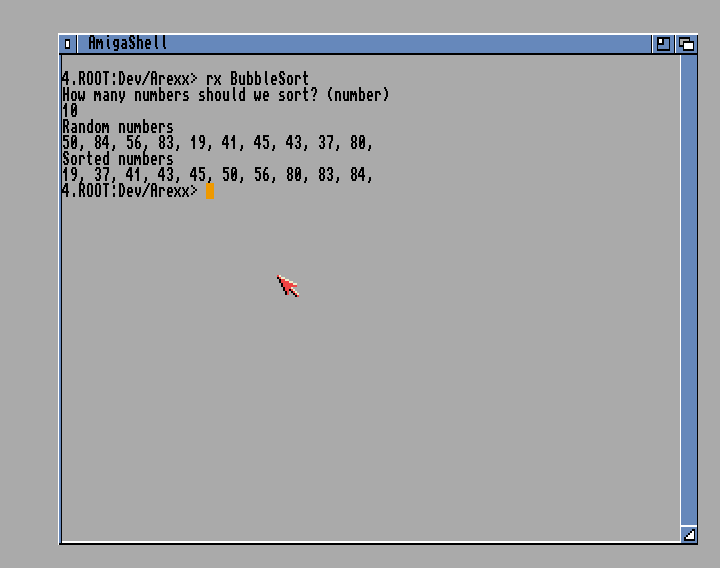 AmigaShell
4.ROOT:Dev/Arexx> rx BubbleSort
How many numbers should we sort? (number)
10
Random numbers
50, 84, 56, 83, 19, 41, 45, 43, 37, 80,
Sorted numbers
19, 37, 41, 43, 45, 50, 56, 80, 83, 84,
4.ROOT:Dev/Arexx>